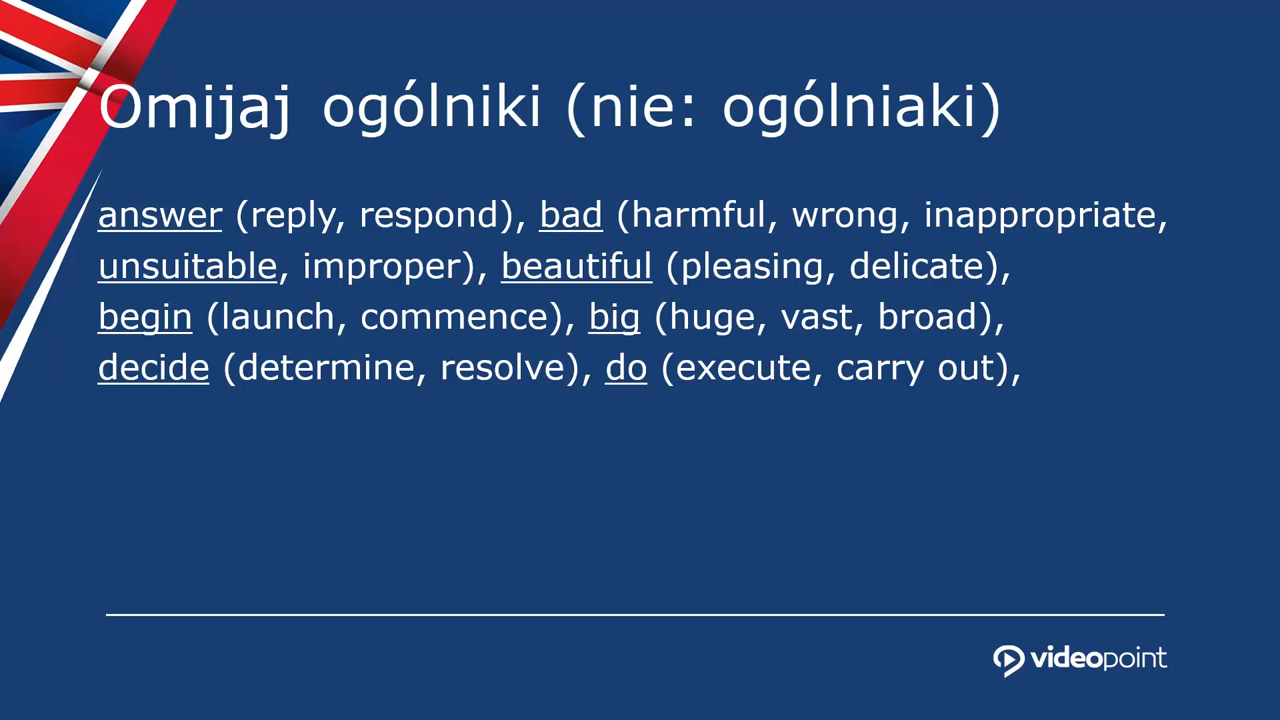 Omijaj ogólniki (nie: ogólniaki)
answer (reply, respond), bad (harmful, wrong, inappropriate,
unsuitable, improper), beautiful (pleasing, delicate),
begin (launch, commence), big (huge, vast, broad),
decide (determine, resolve), do (execute, carry out),
videopoint